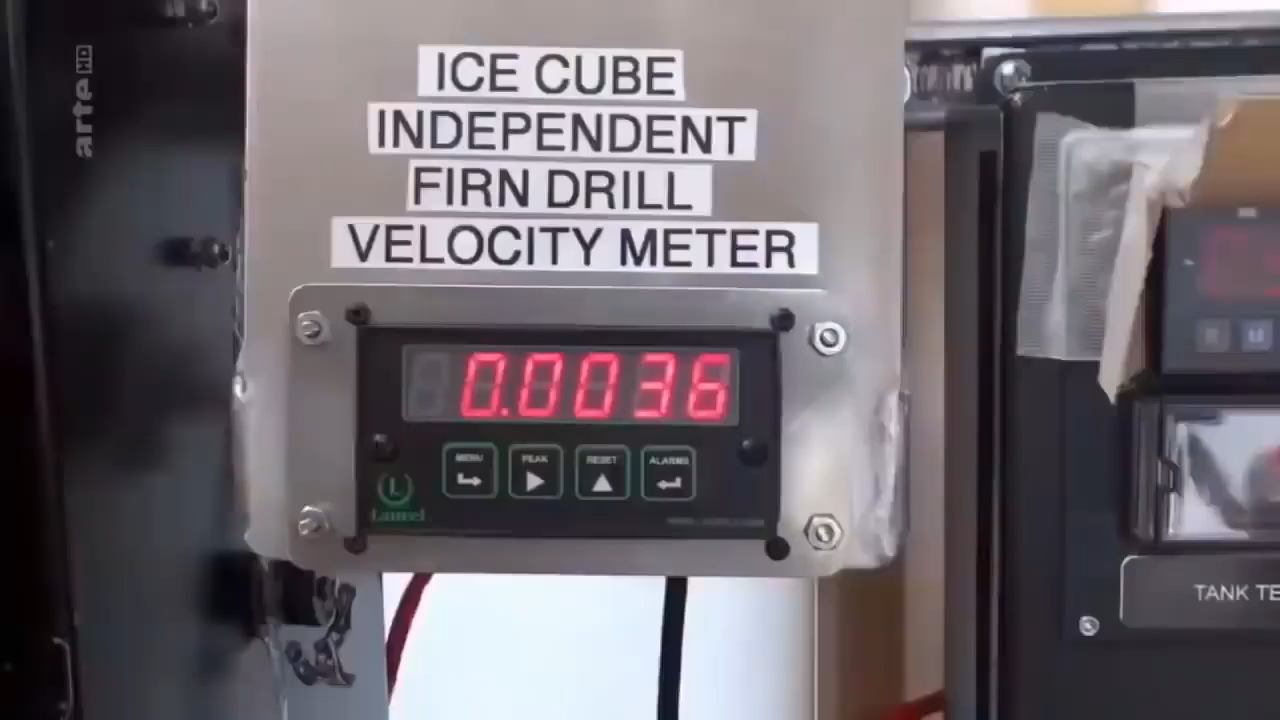 arte HD
ICE CUBE
INDEPENDENT
FIRN DRILL
VELOCITY METER
0.0036
MENU PEAK RESET ALARMS
L
Laurel
TANK TE